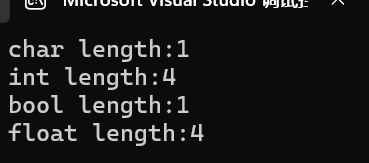 Microsoft Visual Studio 调试
char length:1
int length:4
bool length:1
float length:4